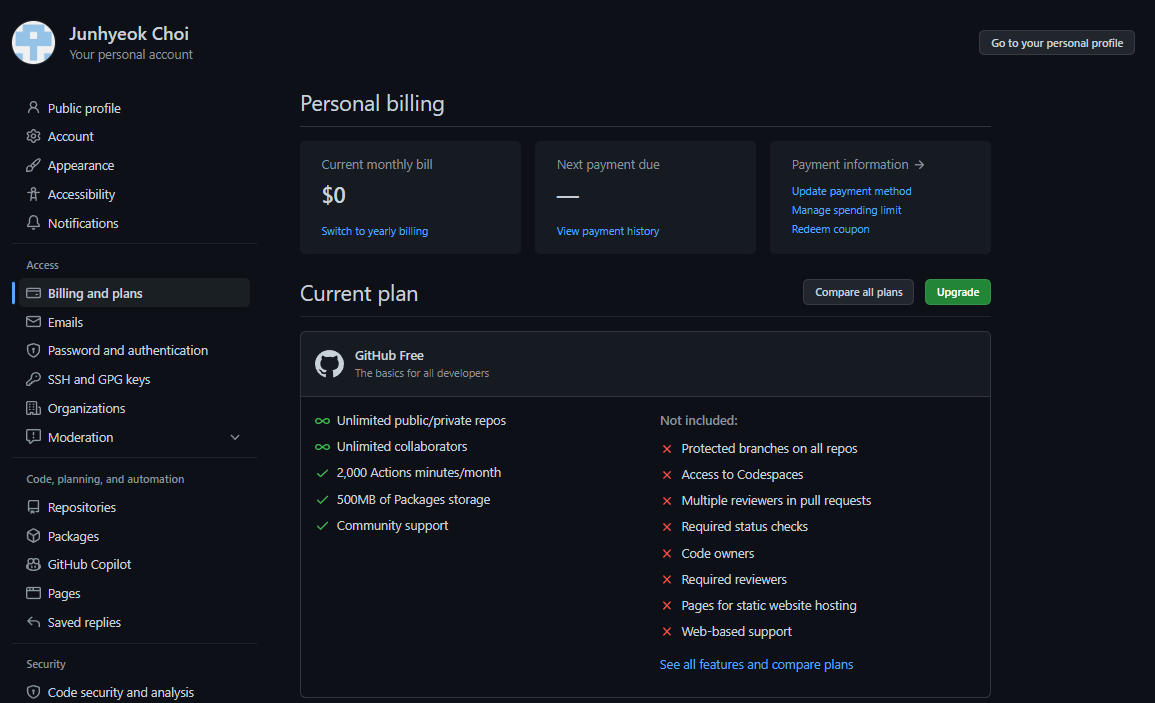 Junhyeok Choi
Your personal account
Go to your personal profile
Public profile
Account
Appearance
Accessibility
Notifications
Access
Billing and plans
Emails
Password and authentication
SSH and GPG keys
Organizations
Moderation
Code, planning, and automation
Repositories
Packages
GitHub Copilot
Pages
Saved replies
Security
Code security and analysis
Personal billing
Current monthly bill
$0
Switch to yearly billing
Next payment due
—
View payment history
Payment information →
Update payment method
Manage spending limit
Redeem coupon
Current plan
Compare all plans
Upgrade
GitHub Free
The basics for all developers
Unlimited public/private repos
Unlimited collaborators
2,000 Actions minutes/month
500MB of Packages storage
Community support
Not included:
Protected branches on all repos
Access to Codespaces
Multiple reviewers in pull requests
Required status checks
Code owners
Required reviewers
Pages for static website hosting
Web-based support
See all features and compare plans